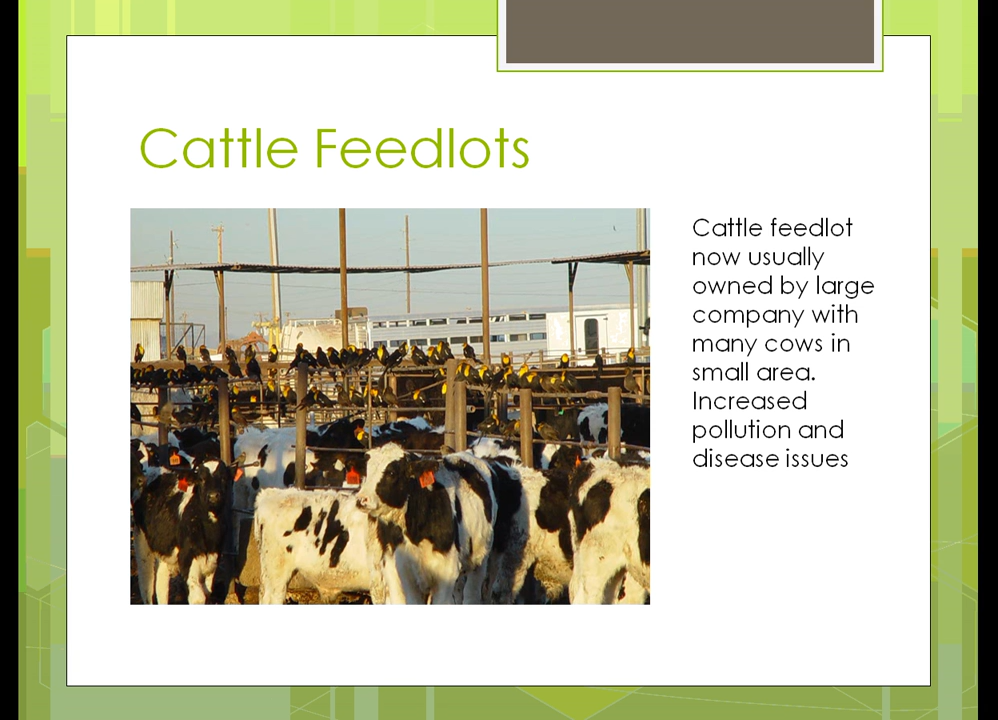 Cattle Feedlots
Cattle feedlot
now usually
owned by large
company with
many cows in
small area.
Increased
pollution and
disease issues